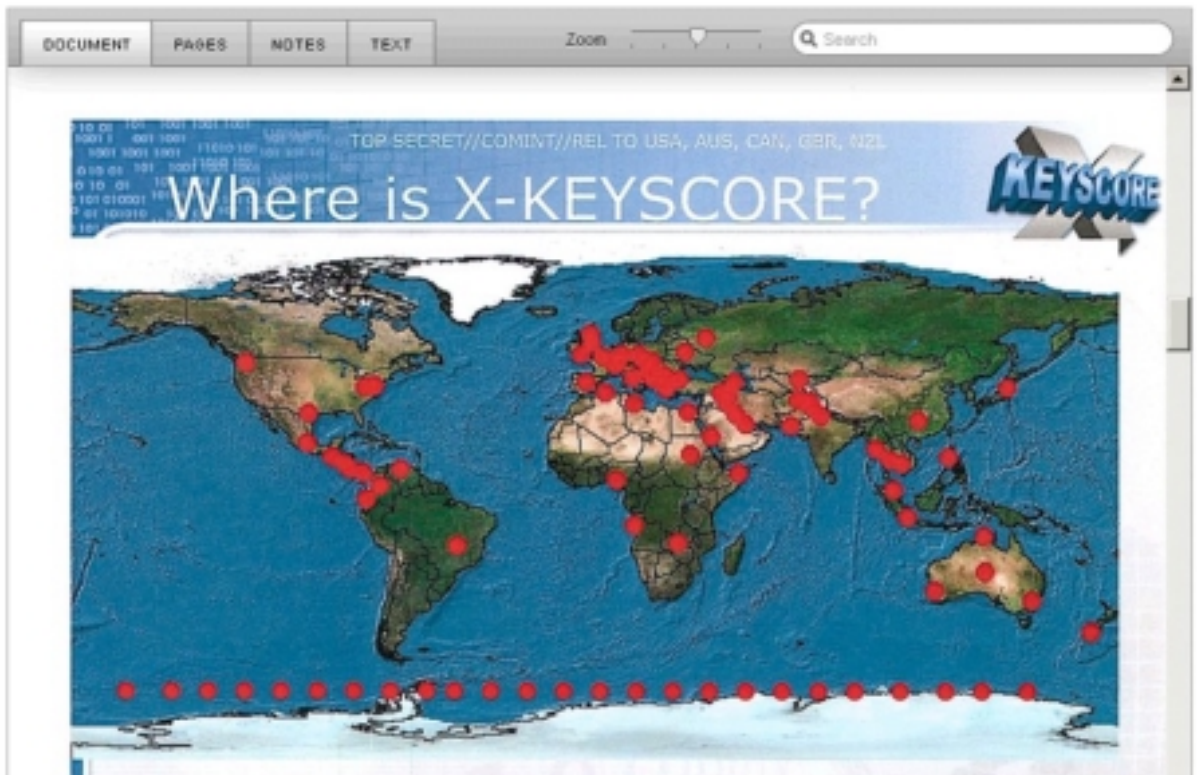 DOCUMENT
PAGES
NOTES
TEXT
Zoom
Search
TOP SECRET//COMINT//REL TO USA, AUS, CAN, GBR, NZL
Where is X-KEYSCORE?
X
KEYSCORE